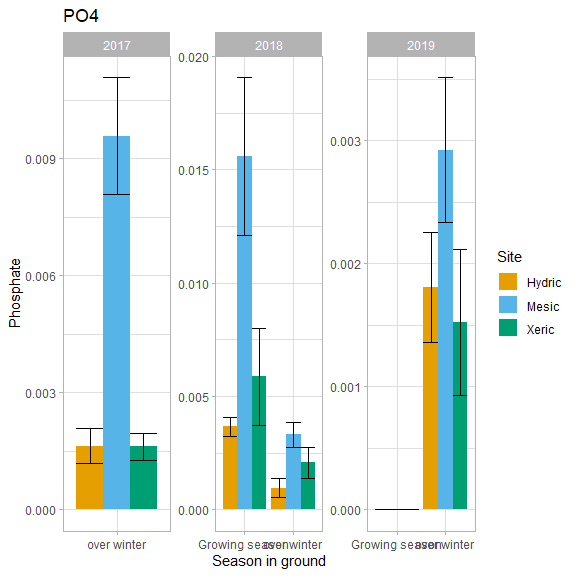 PO4
2017
2018
2019
0.009
0.006
0.003
0.000
0.020
0.015
0.010
0.005
0.000
0.003
0.002
0.001
0.000
Phosphate
over winter
Growing season
over winter
Growing season
over winter
Season in ground
Site
Hydric
Mesic
Xeric